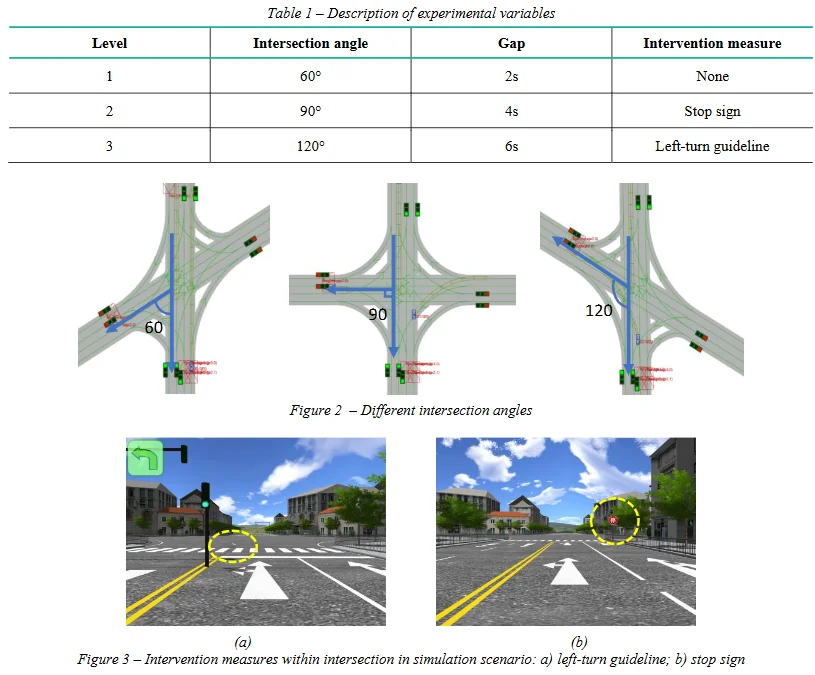 Table 1 – Description of experimental variables
Level Intersection angle Gap Intervention measure
1 60° 2s None
2 90° 4s Stop sign
3 120° 6s Left-turn guideline
60
90
120
Figure 2 – Different intersection angles
(a)
(b)
Figure 3 – Intervention measures within intersection in simulation scenario: a) left-turn guideline; b) stop sign